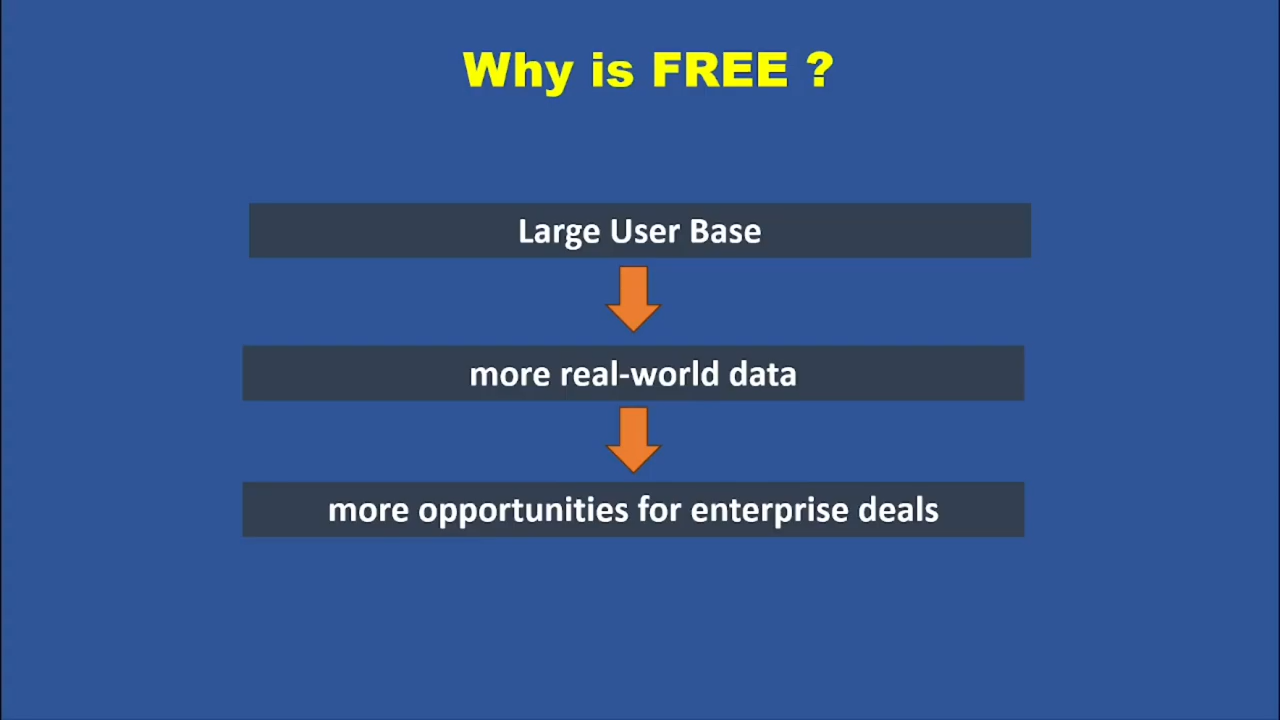 Why is FREE ?
Large User Base
more real-world data
more opportunities for enterprise deals